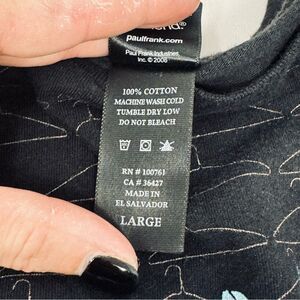 paulfrank.com
Paul Frank Industries,
Inc. © 2008
100% COTTON
MACHINE WASH COLD
TUMBLE DRY LOW
DO NOT BLEACH
RN # 100761
CA # 36427
MADE IN
EL SALVADOR
LARGE